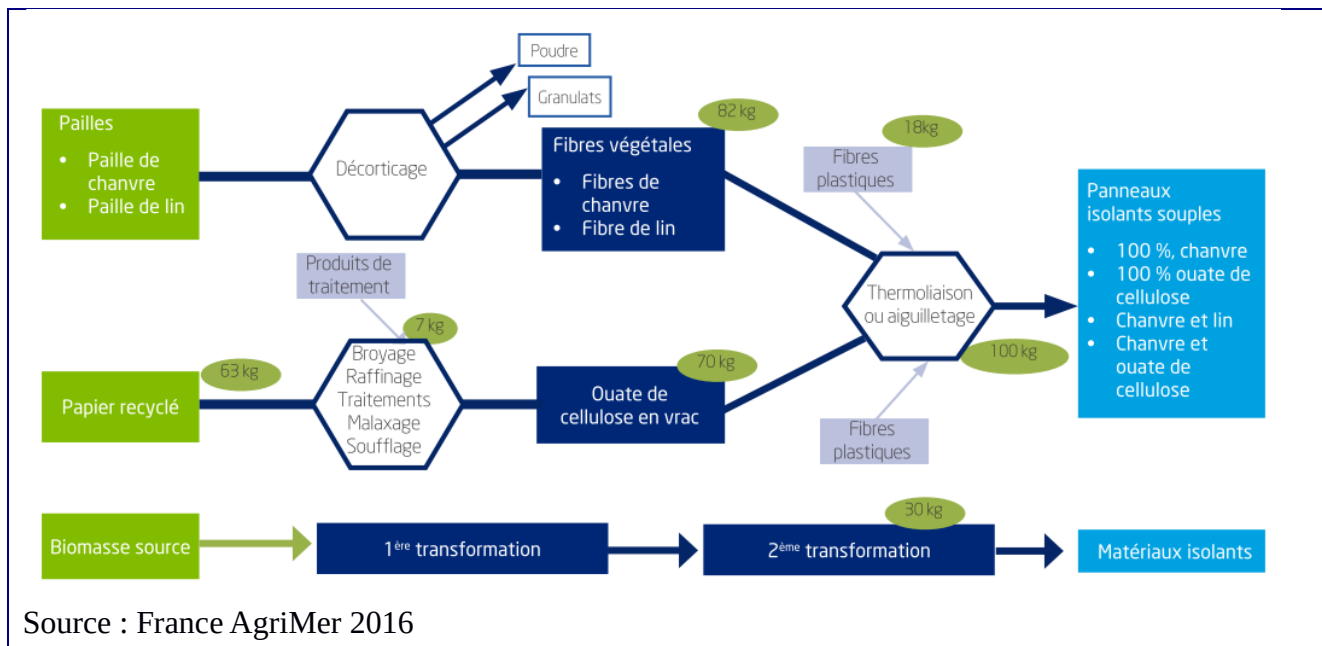 Poudre
Granulats
Pailles
• Paille de
chanvre
• Paille de lin
Décorticage
82 kg
Fibres végétales
• Fibres de
chanvre
• Fibre de lin
18kg
Fibres
plastiques
Panneaux
isolants souples
• 100 %, chanvre
• 100 % ouate de
cellulose
• Chanvre et lin
• Chanvre et
ouate de
cellulose
Produits de
traitement
Thermoliaison
ou aiguilletage
100 kg
63 kg
Papier recyclé
7 kg
Broyage
Raffinage
Traitements
Malaxage
Soufflage
70 kg
Ouate de
cellulose en vrac
Fibres
plastiques
30 kg
Biomasse source
1ère transformation
2ème transformation
Matériaux isolants
Source : France AgriMer 2016